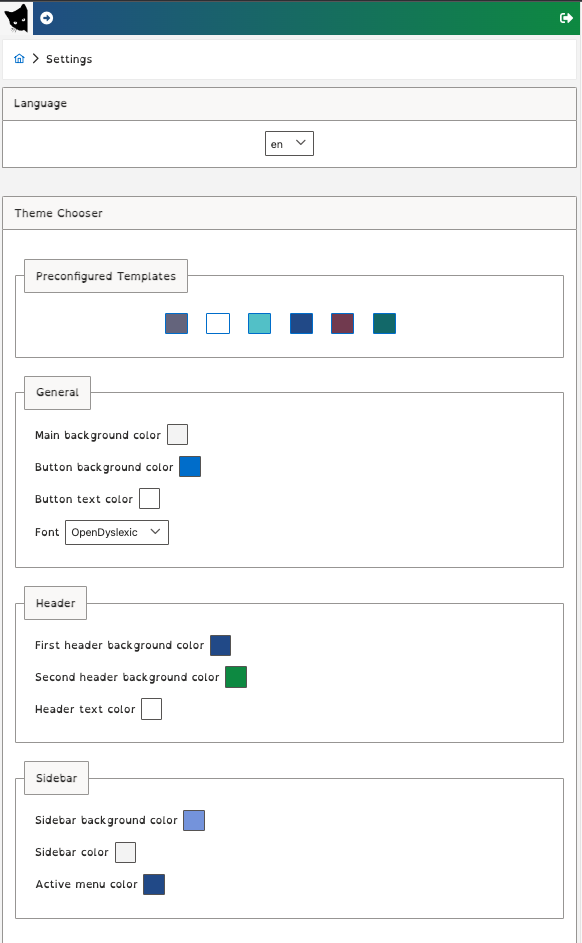 Settings
Language
en
Theme Chooser
Preconfigured Templates
General
Main background color
Button background color
Button text color
Font OpenDyslexic
Header
First header background color
Second header background color
Header text color
Sidebar
Sidebar background color
Sidebar color
Active menu color